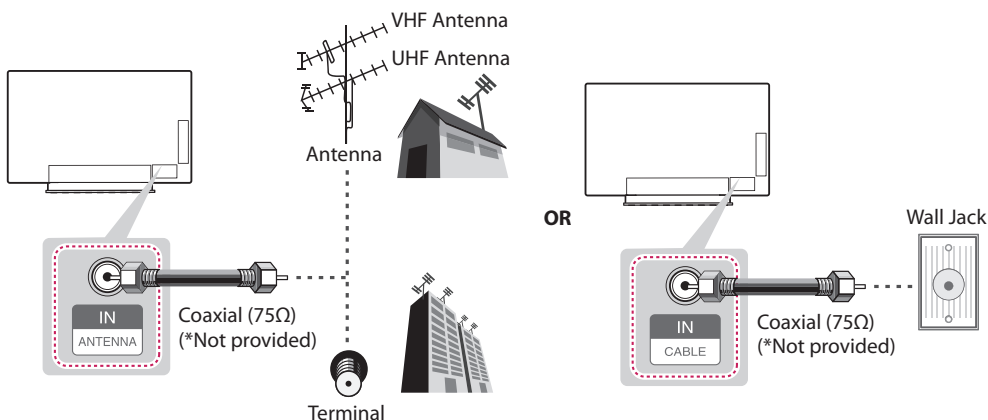 VHF Antenna
UHF Antenna
Antenna
IN
ANTENNA
Coaxial (75Ω)
(*Not provided)
Terminal
OR
Wall Jack
IN
CABLE
Coaxial (75Ω)
(*Not provided)